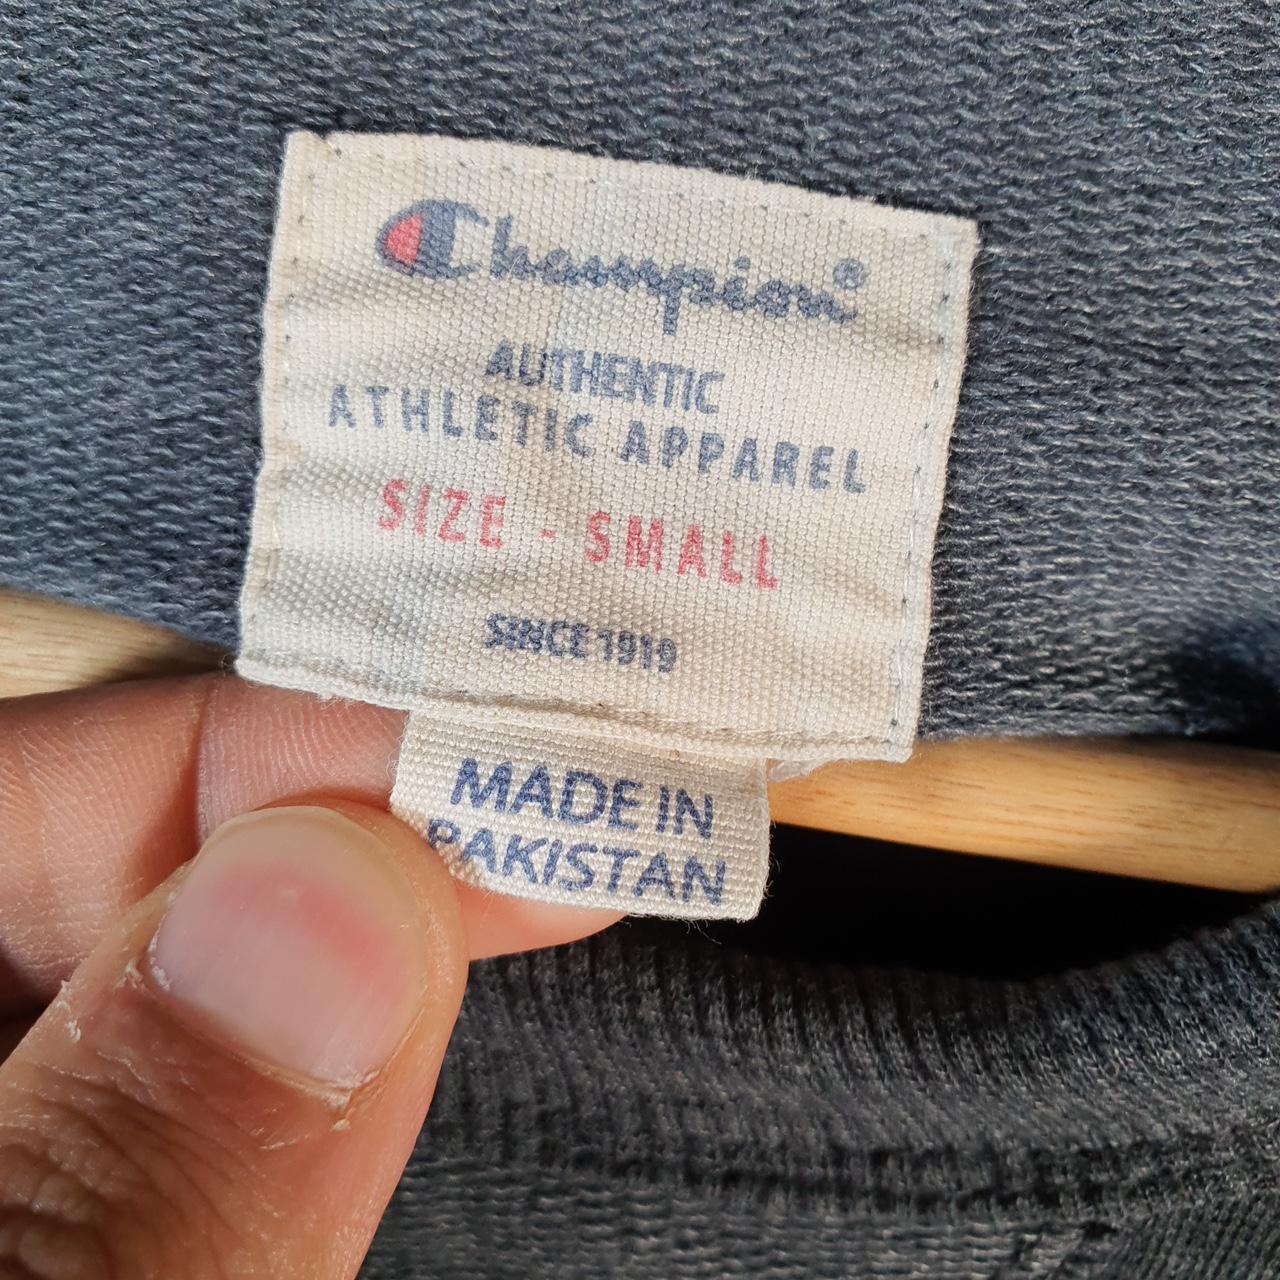 Champion®
AUTHENTIC
ATHLETIC APPAREL
SIZE - SMALL
SINCE 1919
MADE IN
PAKISTAN